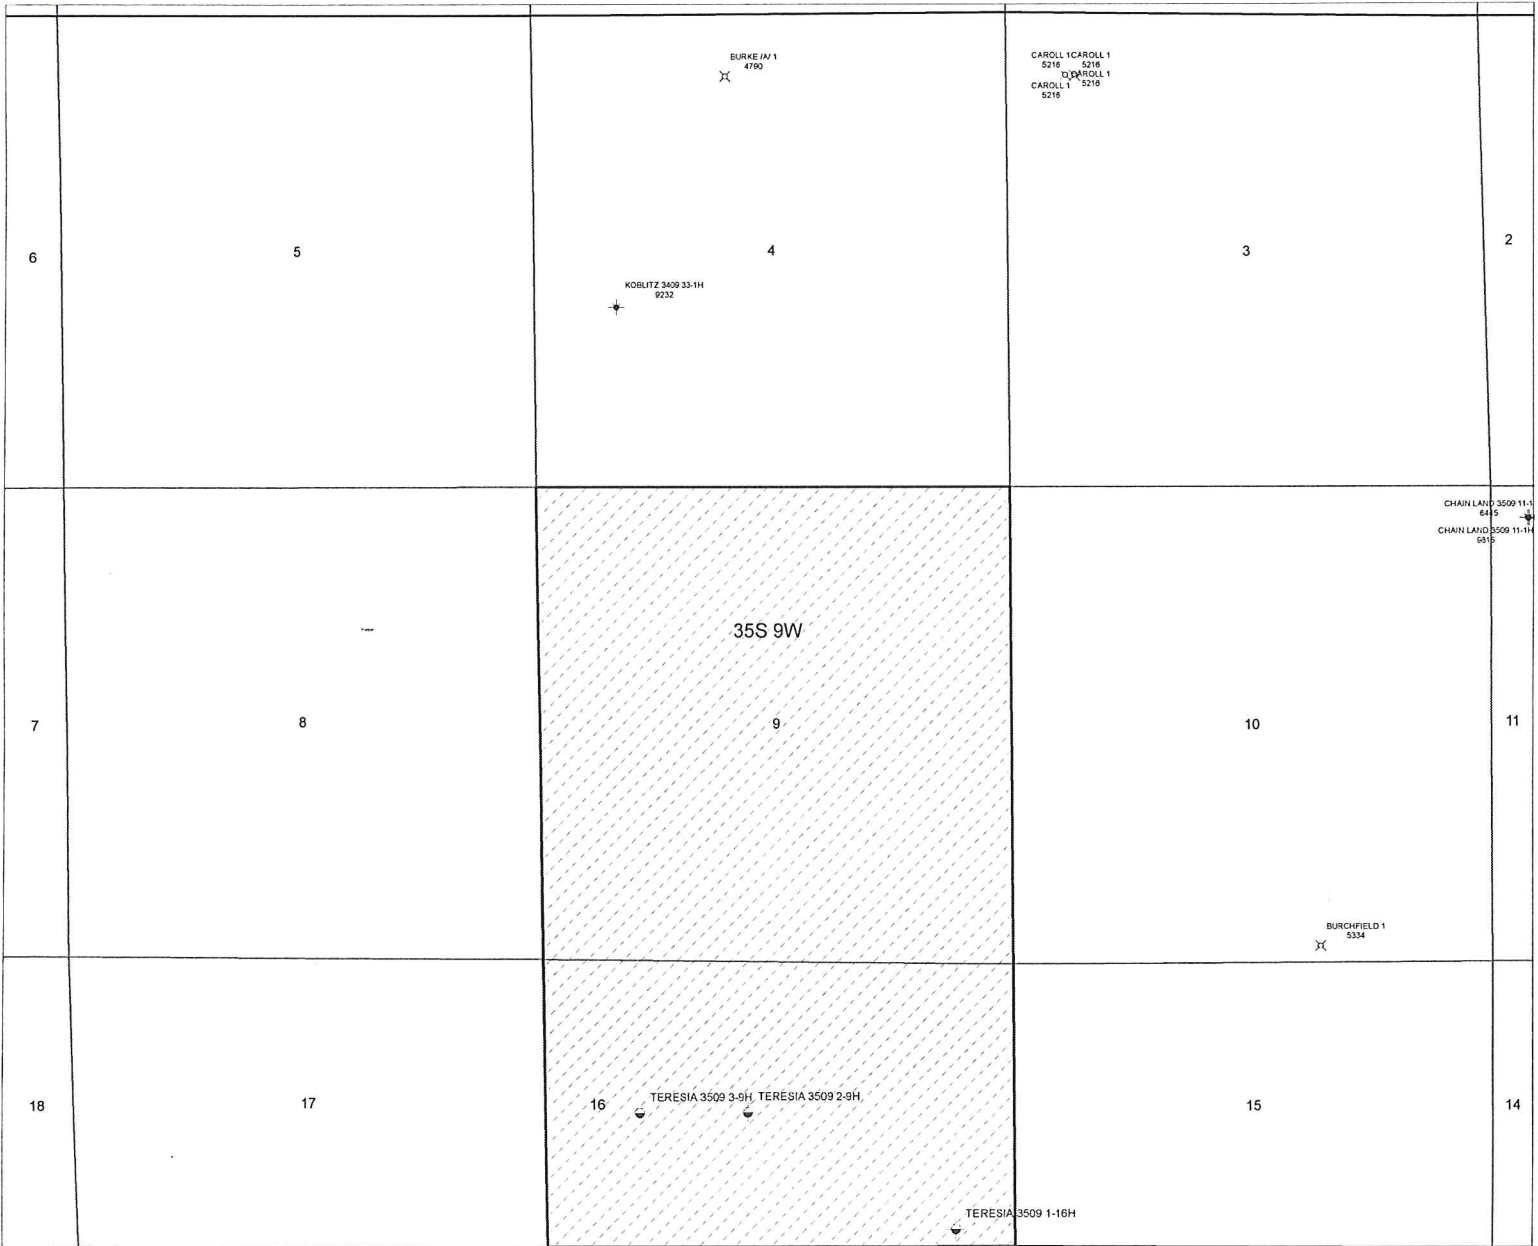 BURKE /A/ 1
4790
CAROLL 1
5216
CAROLL 1
5216
CAROLL 1
5216
CAROLL 1
5216
6
5
4
3
2
KOBLITZ 3409 33-1H
9232
CHAIN LAND 3509 11-1
6445
CHAIN LAND 3509 11-1H
35S 9W
7
8
9
10
11
BURCHFIELD 1
5334
18
17
16
TERESIA 3509 3-9H
TERESIA 3509 2-9H
15
14
TERESIA 3509 1-16H